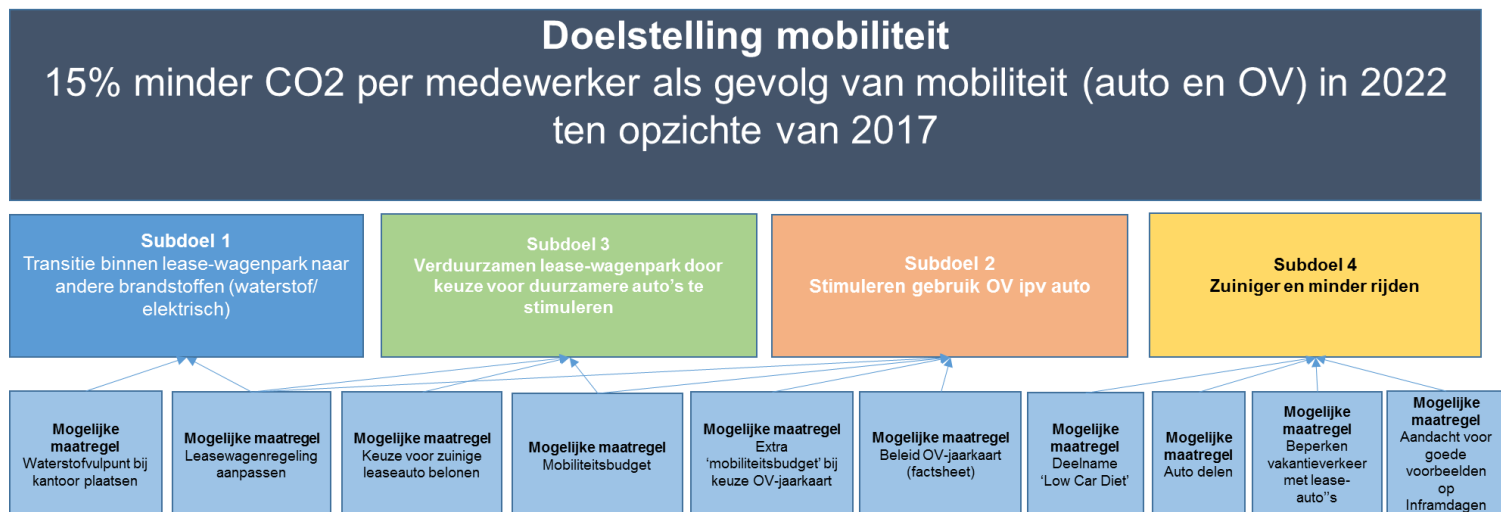 Doelstelling mobiliteit
15% minder CO2 per medewerker als gevolg van mobiliteit (auto en OV) in 2022
ten opzichte van 2017
Subdoel 1
Transitie binnen lease-wagenpark naar
andere brandstoffen (waterstof/
elektrisch)
Subdoel 3
Verduurzamen lease-wagenpark door
keuze voor duurzamere auto's te
stimuleren
Subdoel 2
Stimuleren gebruik OV ipv auto
Subdoel 4
Zuiniger en minder rijden
Mogelijke
maatregel
Waterstofvulpunt bij
kantoor plaatsen
Mogelijke maatregel
Leasewagenregeling
aanpassen
Mogelijke maatregel
Keuze voor zuinige
leaseauto belonen
Mogelijke maatregel
Mobiliteitsbudget
Mogelijke maatregel
Extra
‘mobiliteitsbudget’ bij
keuze OV-jaarkaart
Mogelijke maatregel
Beleid OV-jaarkaart
(factsheet)
Mogelijke
maatregel
Deelname
‘Low Car Diet’
Mogelijke
maatregel
Auto delen
Mogelijke
maatregel
Beperken
vakantieverkeer
met lease-
auto''s
Mogelijke
maatregel
Aandacht voor
goede
voorbeelden
op
Inframdagen